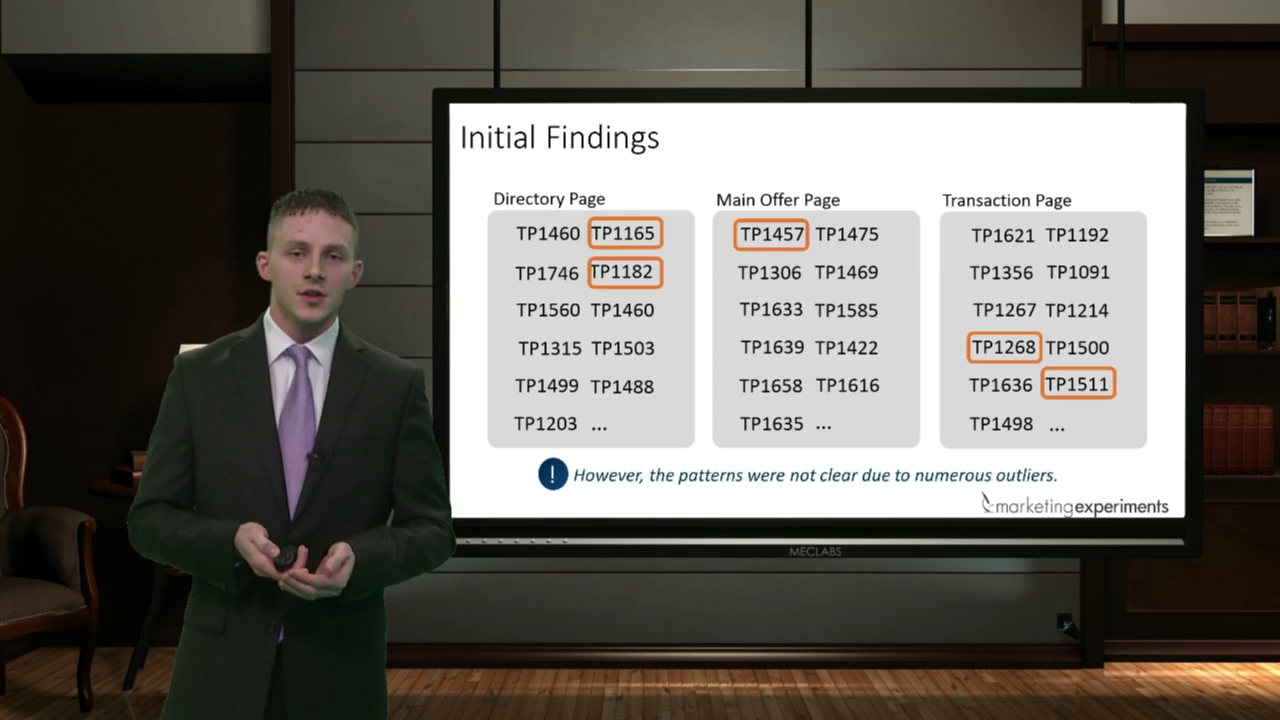 Initial Findings
Directory Page
TP1460 TP1165
TP1746 TP1182
TP1560 TP1460
TP1315 TP1503
TP1499 TP1488
TP1203 ...
Main Offer Page
TP1457 TP1475
TP1306 TP1469
TP1633 TP1585
TP1639 TP1422
TP1658 TP1616
TP1635 ...
Transaction Page
TP1621 TP1192
TP1356 TP1091
TP1267 TP1214
TP1268 TP1500
TP1636 TP1511
TP1498 ...
! However, the patterns were not clear due to numerous outliers.
marketingexperiments
MECLABS